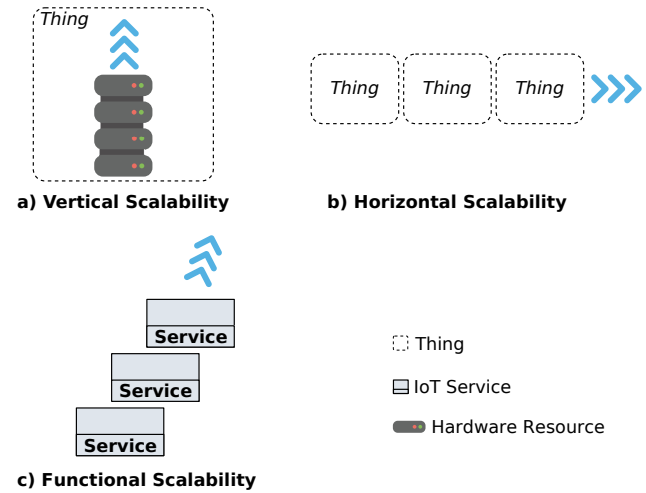 Thing
Thing Thing Thing
a) Vertical Scalability
b) Horizontal Scalability
Service
Service
Service
c) Functional Scalability
Thing
IoT Service
Hardware Resource